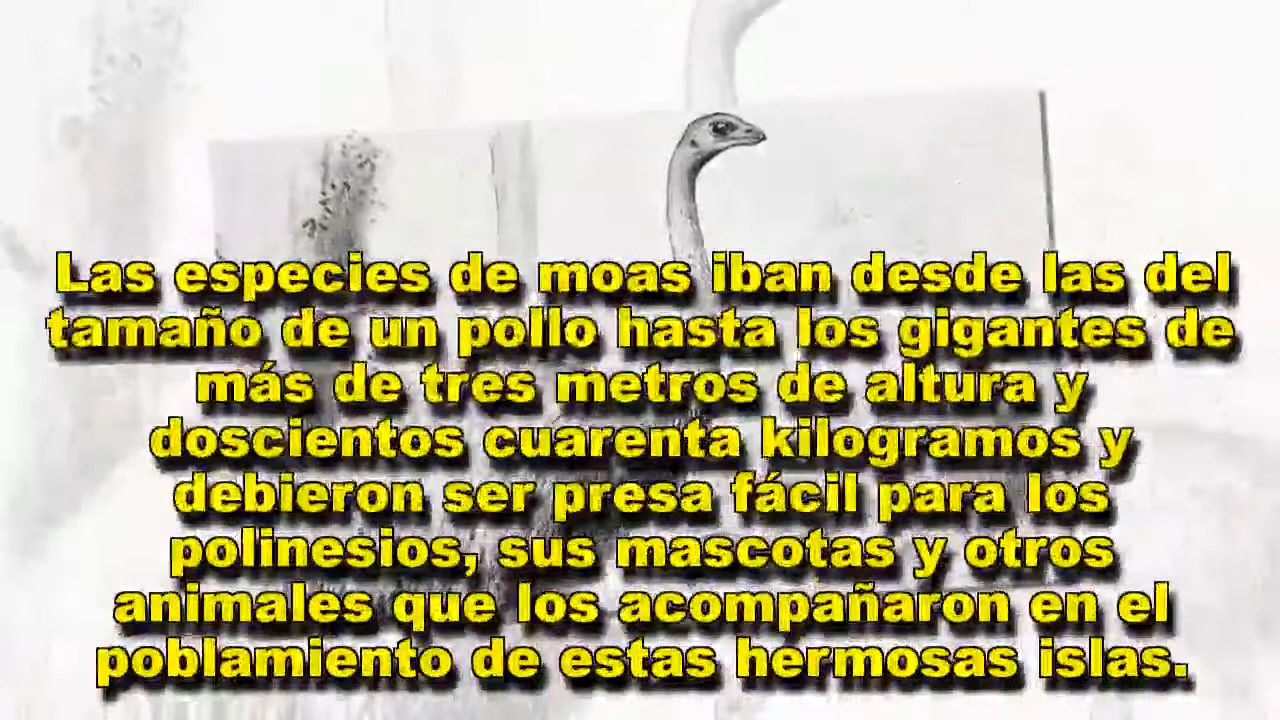 Las especies de moas iban desde las del
tamaño de un pollo hasta los gigantes de
más de tres metros de altura y
doscientos cuarenta kilogramos y
debieron ser presa fácil para los
polinesios, sus mascotas y otros
animales que los acompañaron en el
poblamiento de estas hermosas islas.